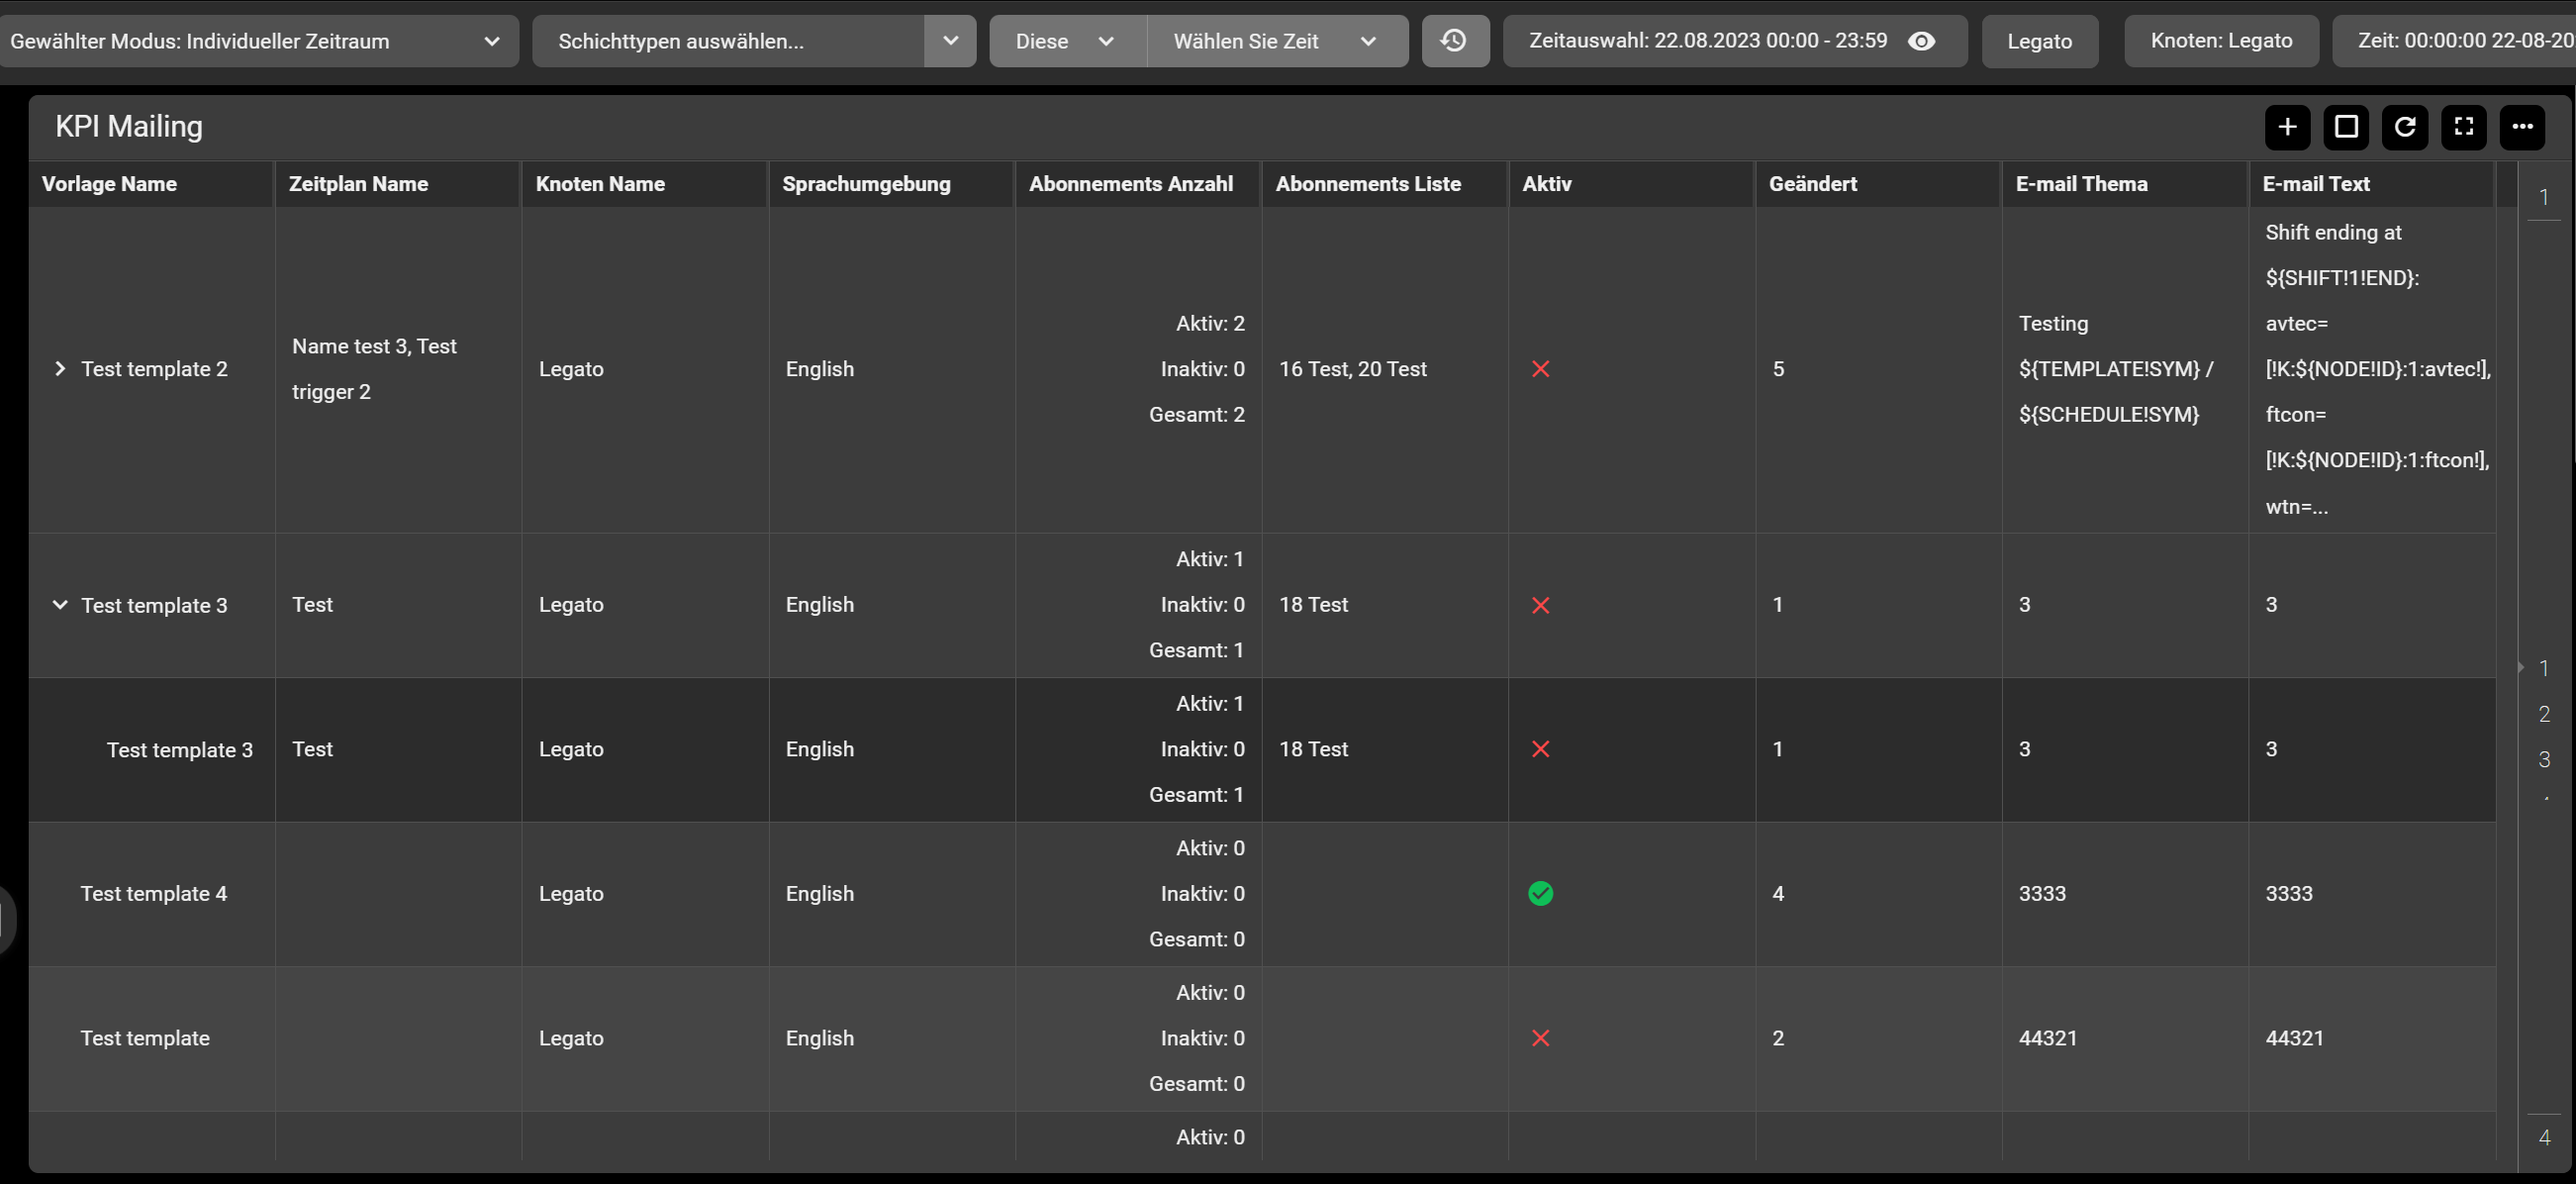 Gewählter Modus: Individueller Zeitraum
Schichttypen auswählen...
Diese
Wählen Sie Zeit
Zeitauswahl: 22.08.2023 00:00 - 23:59
Legato
Knoten: Legato
Zeit: 00:00:00 22-08-20
KPI Mailing
Vorlage Name
Zeitplan Name
Knoten Name
Sprachumgebung
Abonnements Anzahl
Abonnements Liste
Aktiv
Geändert
E-mail Thema
E-mail Text
1
Test template 2
Name test 3, Test
trigger 2
Legato
English
Aktiv: 2
Inaktiv: 0
Gesamt: 2
16 Test, 20 Test
5
Testing
${TEMPLATE!SYM} /
${SCHEDULE!SYM}
Shift ending at
${SHIFT!1!END}:
avtec=
[!K:${NODE!ID}:1:avtec!],
ftcon=
[!K:${NODE!ID}:1:ftcon!],
wtn=...
Test template 3
Test
Legato
English
Aktiv: 1
Inaktiv: 0
Gesamt: 1
18 Test
1
3
3
1
2
3
Test template 3
Test
Legato
English
Aktiv: 1
Inaktiv: 0
Gesamt: 1
18 Test
1
3
3
Test template 4
Legato
English
Aktiv: 0
Inaktiv: 0
Gesamt: 0
4
3333
3333
Test template
Legato
English
Aktiv: 0
Inaktiv: 0
Gesamt: 0
2
44321
44321
Aktiv: 0
4